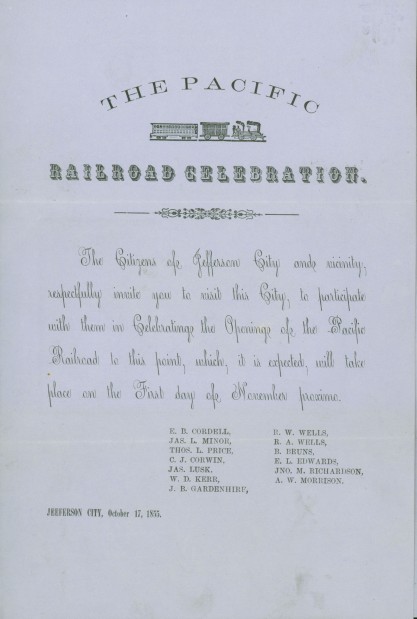 THE PACIFIC
RAILROAD CELEBRATION.
The Citizens of Jefferson City and vicinity,
respectfully invite you to visit this City, to participate
with them in Celebrating the Opening of the Pacific
Railroad to this point, which, it is expected, will take
place on the First day of November proximo.
E. B. CORDELL,
JAS. L. MINOR,
THOS. L. PRICE,
C. J. CORWIN,
JAS. LUSK,
W. D. KERR,
J. R. GARDENHIRE,
E. W. WELLS,
R. A. WELLS,
B. BRUNS,
E. L. EDWARDS,
JNO. M. RICHARDSON,
A. W. MORRISON.
JEFFERSON CITY, October 17, 1855.